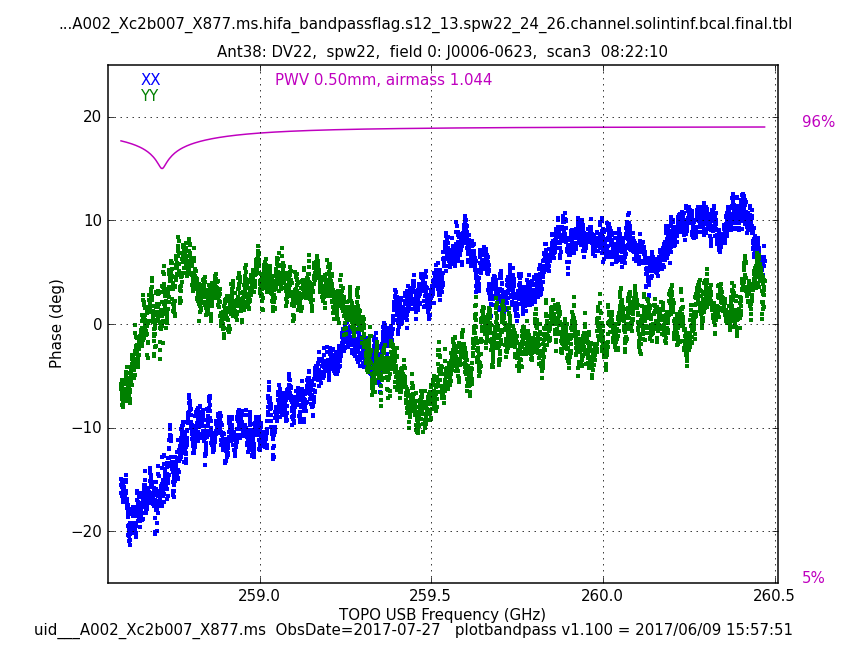 ...A002_Xc2b007_X877.ms.hifa_bandpassflag.s12_13.spw22_24_26.channel.solintinf.bcal.final.tbl
Ant38: DV22,  spw22,  field 0: J0006-0623,  scan3  08:22:10
XX
PWV 0.50mm, airmass 1.044
YY
96%
20
10
0
−10
−20
Phase (deg)
5%
259.0
259.5
260.0
260.5
TOPO USB Frequency (GHz)
uid___A002_Xc2b007_X877.ms  ObsDate=2017-07-27   plotbandpass v1.100 = 2017/06/09 15:57:51